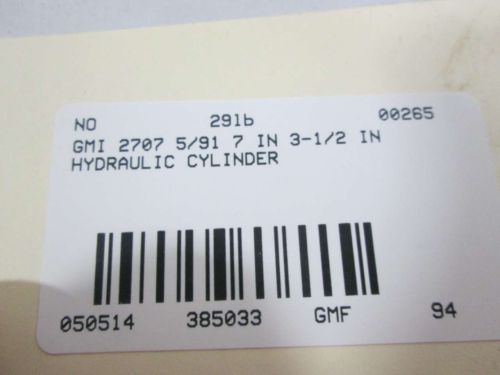 NO 291b 00265
GMI 2707 5/91 7 IN 3-1/2 IN
HYDRAULIC CYLINDER
050514 385033 GMF 94